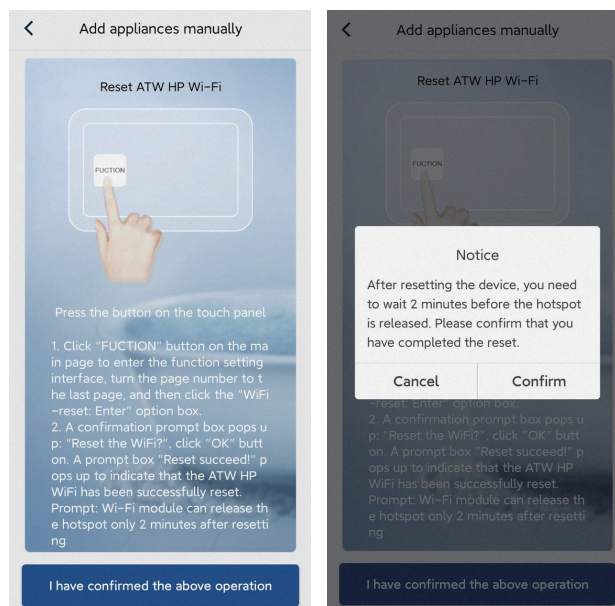 Add appliances manually
Reset ATW HP Wi-Fi
FUCTION
Press the button on the touch panel
1. Click "FUCTION" button on the ma
in page to enter the function setting
interface, turn the page number to t
he last page, and then click the "WiFi
-reset: Enter" option box.
2. A confirmation prompt box pops u
p: "Reset the WiFi?", click "OK" butt
on. A prompt box "Reset succeed!" p
ops up to indicate that the ATW HP
WiFi has been successfully reset.
Prompt: Wi-Fi module can release th
e hotspot only 2 minutes after resetti
ng
I have confirmed the above operation
Add appliances manually
Reset ATW HP Wi-Fi
FUCTION
Notice
After resetting the device, you need
to wait 2 minutes before the hotspot
is released. Please confirm that you
have completed the reset.
Cancel
Confirm
-reset: Enter" option box.
2. A confirmation prompt box pops u
p: "Reset the WiFi?", click "OK" butt
on. A prompt box "Reset succeed!" p
ops up to indicate that the ATW HP
WiFi has been successfully reset.
Prompt: Wi-Fi module can release th
e hotspot only 2 minutes after resetti
ng
I have confirmed the above operation